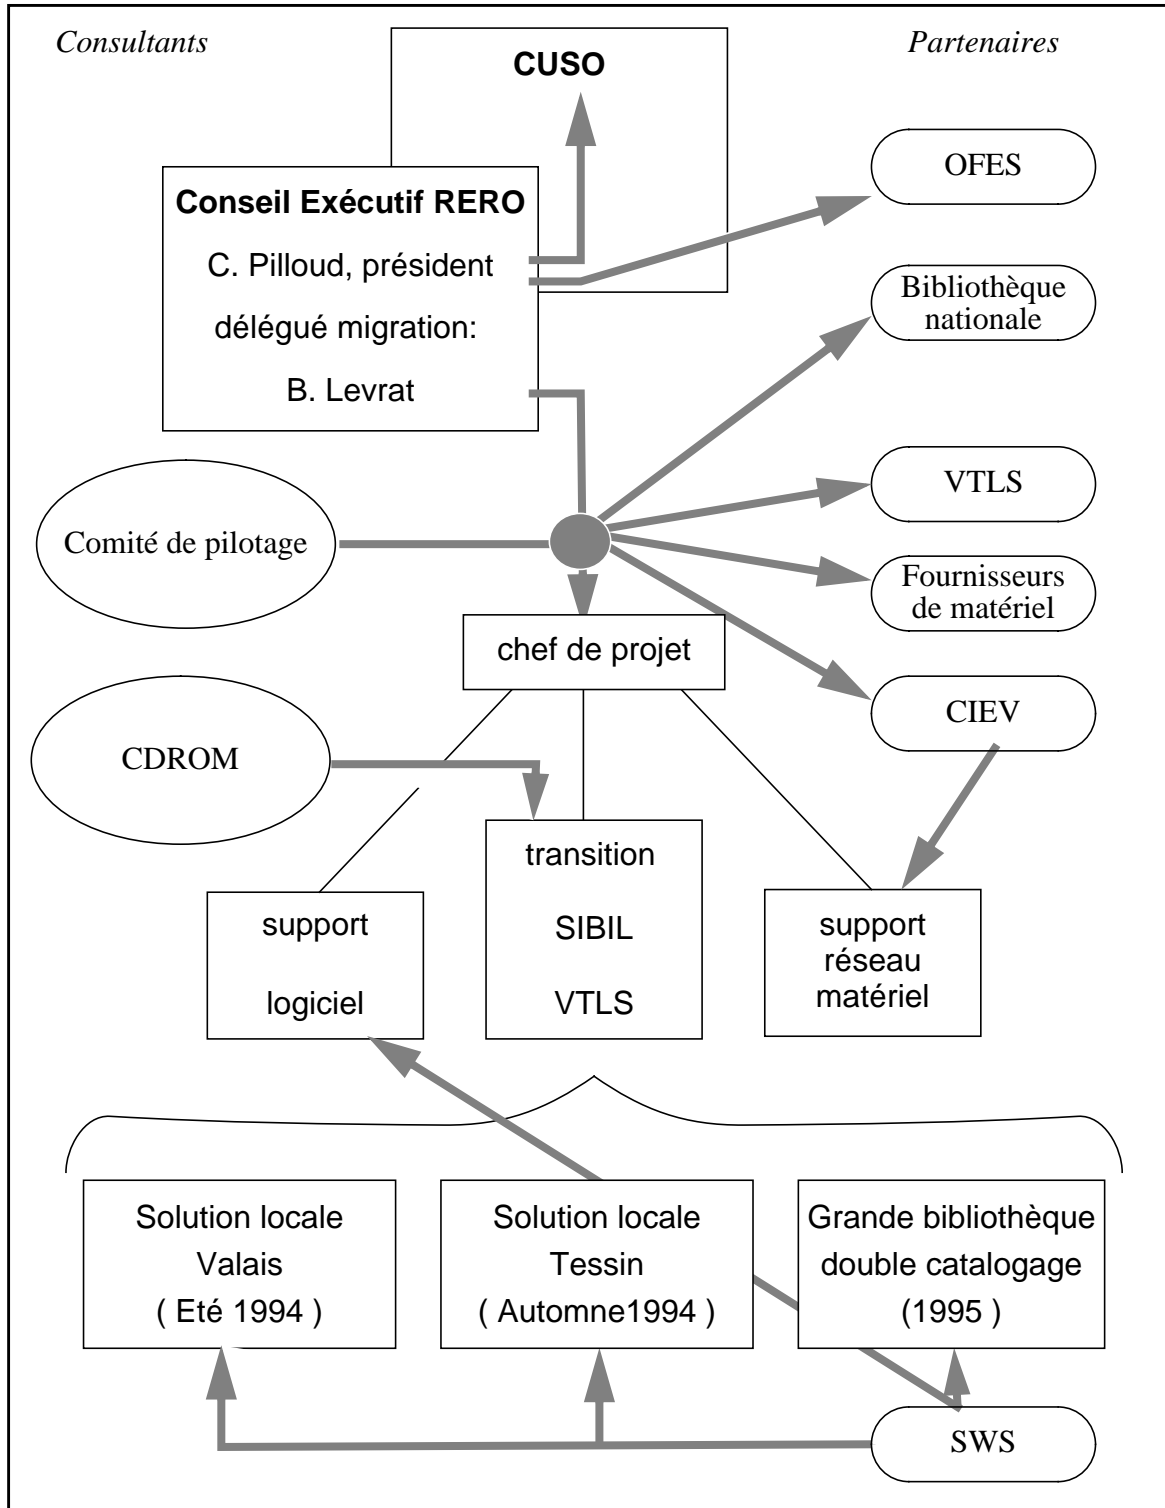 Consultants
Partenaires
CUSO
OFES
Conseil Exécutif RERO
C. Pilloud, président
délégué migration:
B. Levrat
Bibliothèque
nationale
VTLS
Comité de pilotage
Fournisseurs
de matériel
chef de projet
CIEV
CDROM
transition
SIBIL
VTLS
support
logiciel
support
réseau
matériel
Solution locale
Valais
( Eté 1994 )
Solution locale
Tessin
( Automne1994 )
Grande bibliothèque
double catalogage
(1995 )
SWS